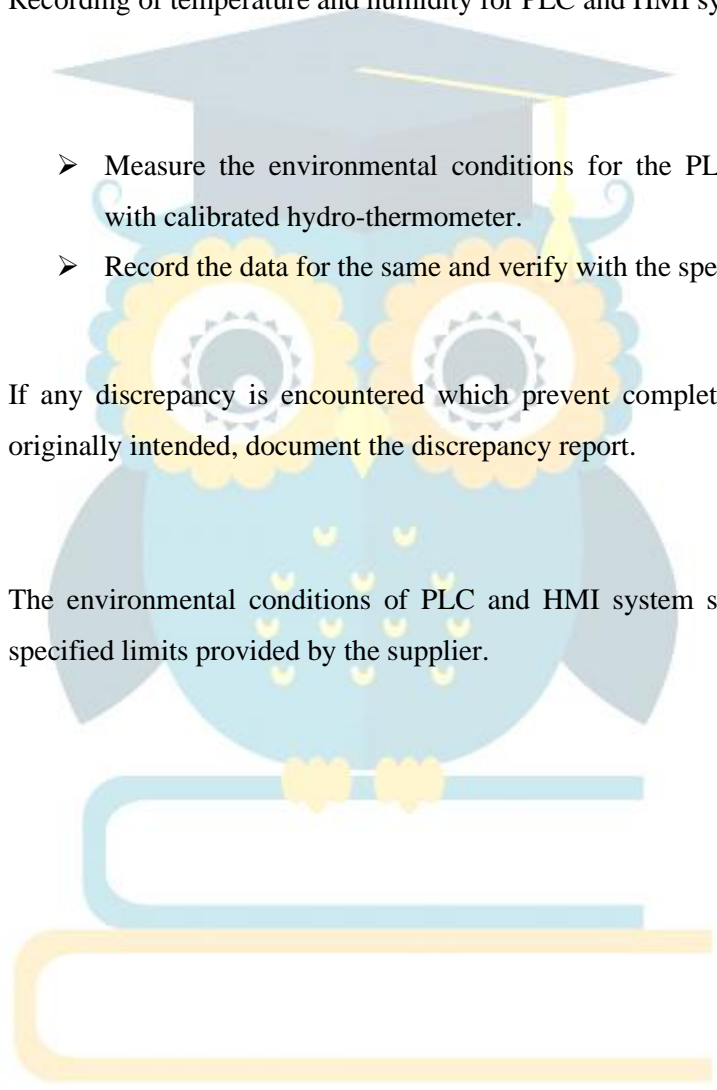 Recording of temperature and humidity for PLC and HMI sy
➢ Measure the environmental conditions for the PL
with calibrated hydro-thermometer.
➢ Record the data for the same and verify with the spe
If any discrepancy is encountered which prevent complet
originally intended, document the discrepancy report.
The environmental conditions of PLC and HMI system s
specified limits provided by the supplier.